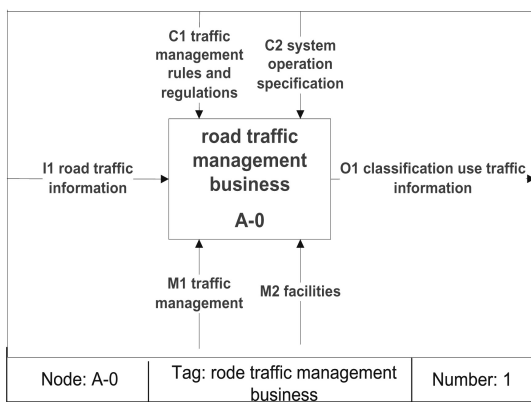 C1 traffic
management
rules and
regulations
C2 system
operation
specification
road traffic
management
business
A-0
I1 road traffic
information
O1 classification use traffic
information
M1 traffic
management
M2 facilities
Node: A-0
Tag: rode traffic management
business
Number: 1